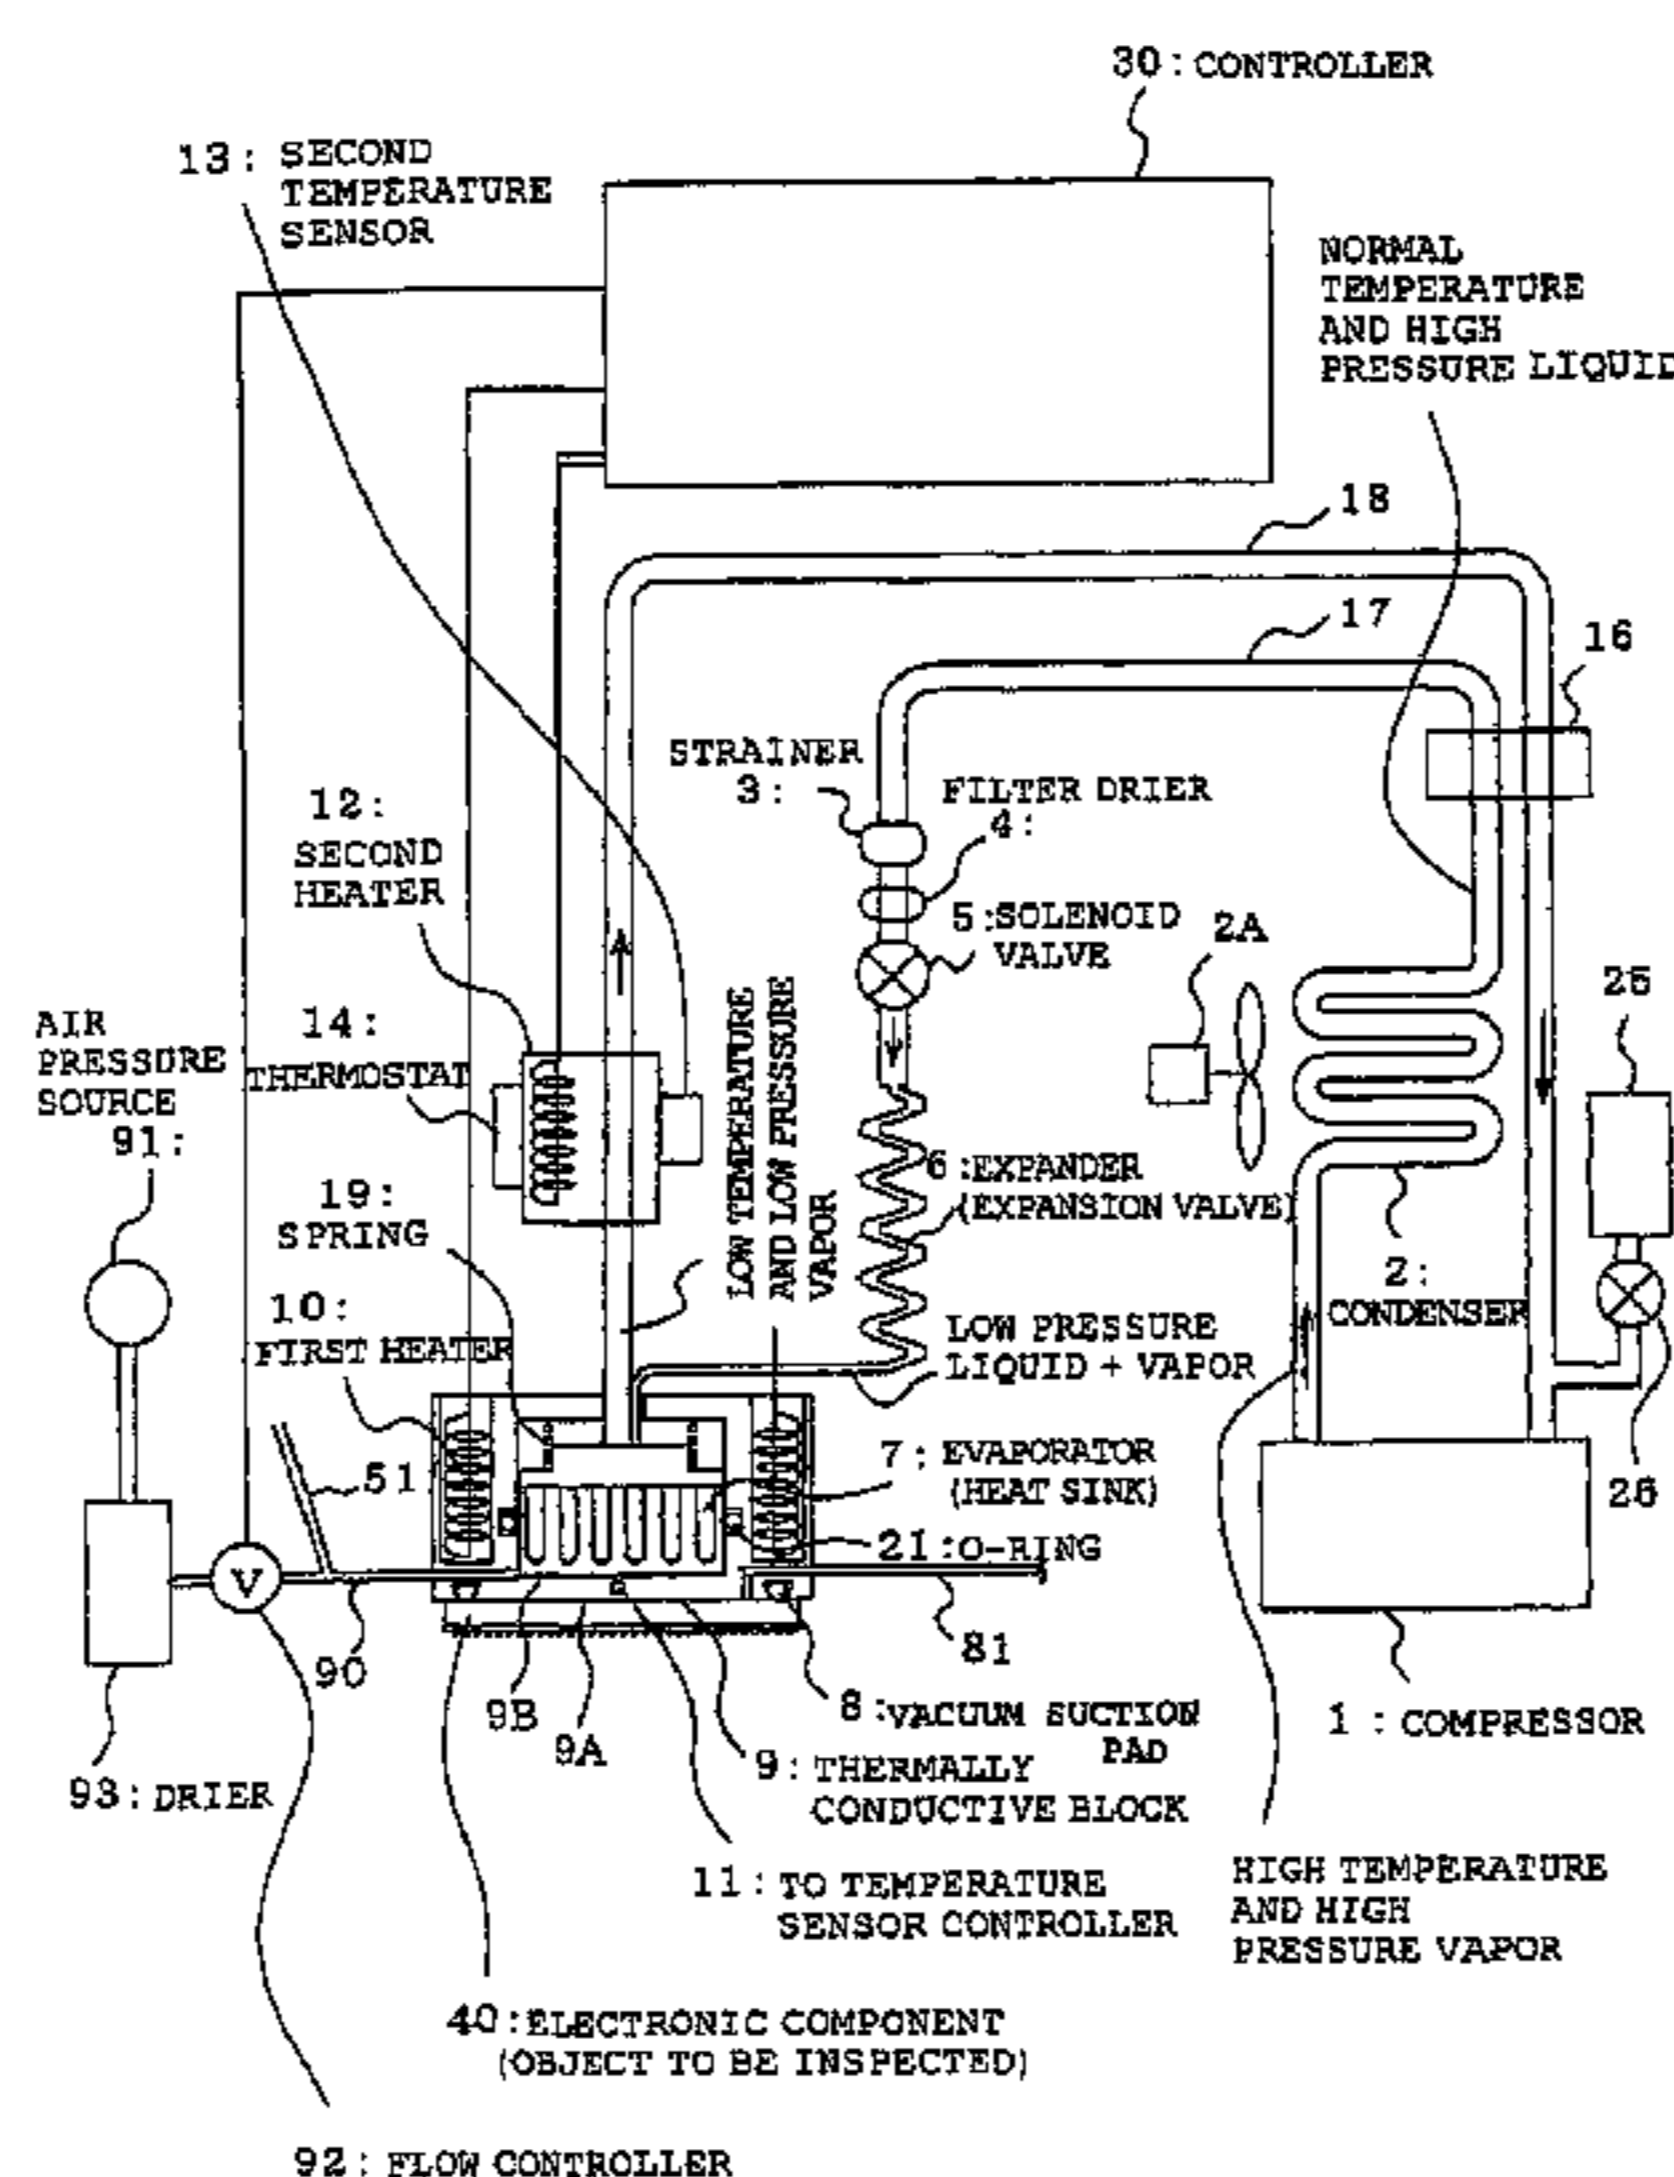 30: CONTROLLER
13: SECOND
TEMPERATURE
SENSOR
NORMAL
TEMPERATURE
AND HIGH
PRESSURE LIQUID
18
17
16
STRAINER
3:
FILTER DRIER
4:
12:
SECOND
HEATER
5: SOLENOID
VALVE
2A
25
AIR
PRESSURE
SOURCE
91:
14:
THERMOSTAT
LOW TEMPERATURE
AND LOW PRESSURE
VAPOR
6: EXPANDER
(EXPANSION VALVE)
19:
SPRING
2:
CONDENSER
10:
FIRST HEATER
LOW PRESSURE
LIQUID + VAPOR
7: EVAPORATOR
(HEAT SINK)
51
26
21: O-RING
V
90
81
9B
9A
8: VACUUM SUCTION
PAD
1 : COMPRESSOR
9: THERMALLY
CONDUCTIVE BLOCK
93: DRIER
11: TO TEMPERATURE
SENSOR CONTROLLER
HIGH TEMPERATURE
AND HIGH
PRESSURE VAPOR
40: ELECTRONIC COMPONENT
(OBJECT TO BE INSPECTED)
92: FLOW CONTROLLER